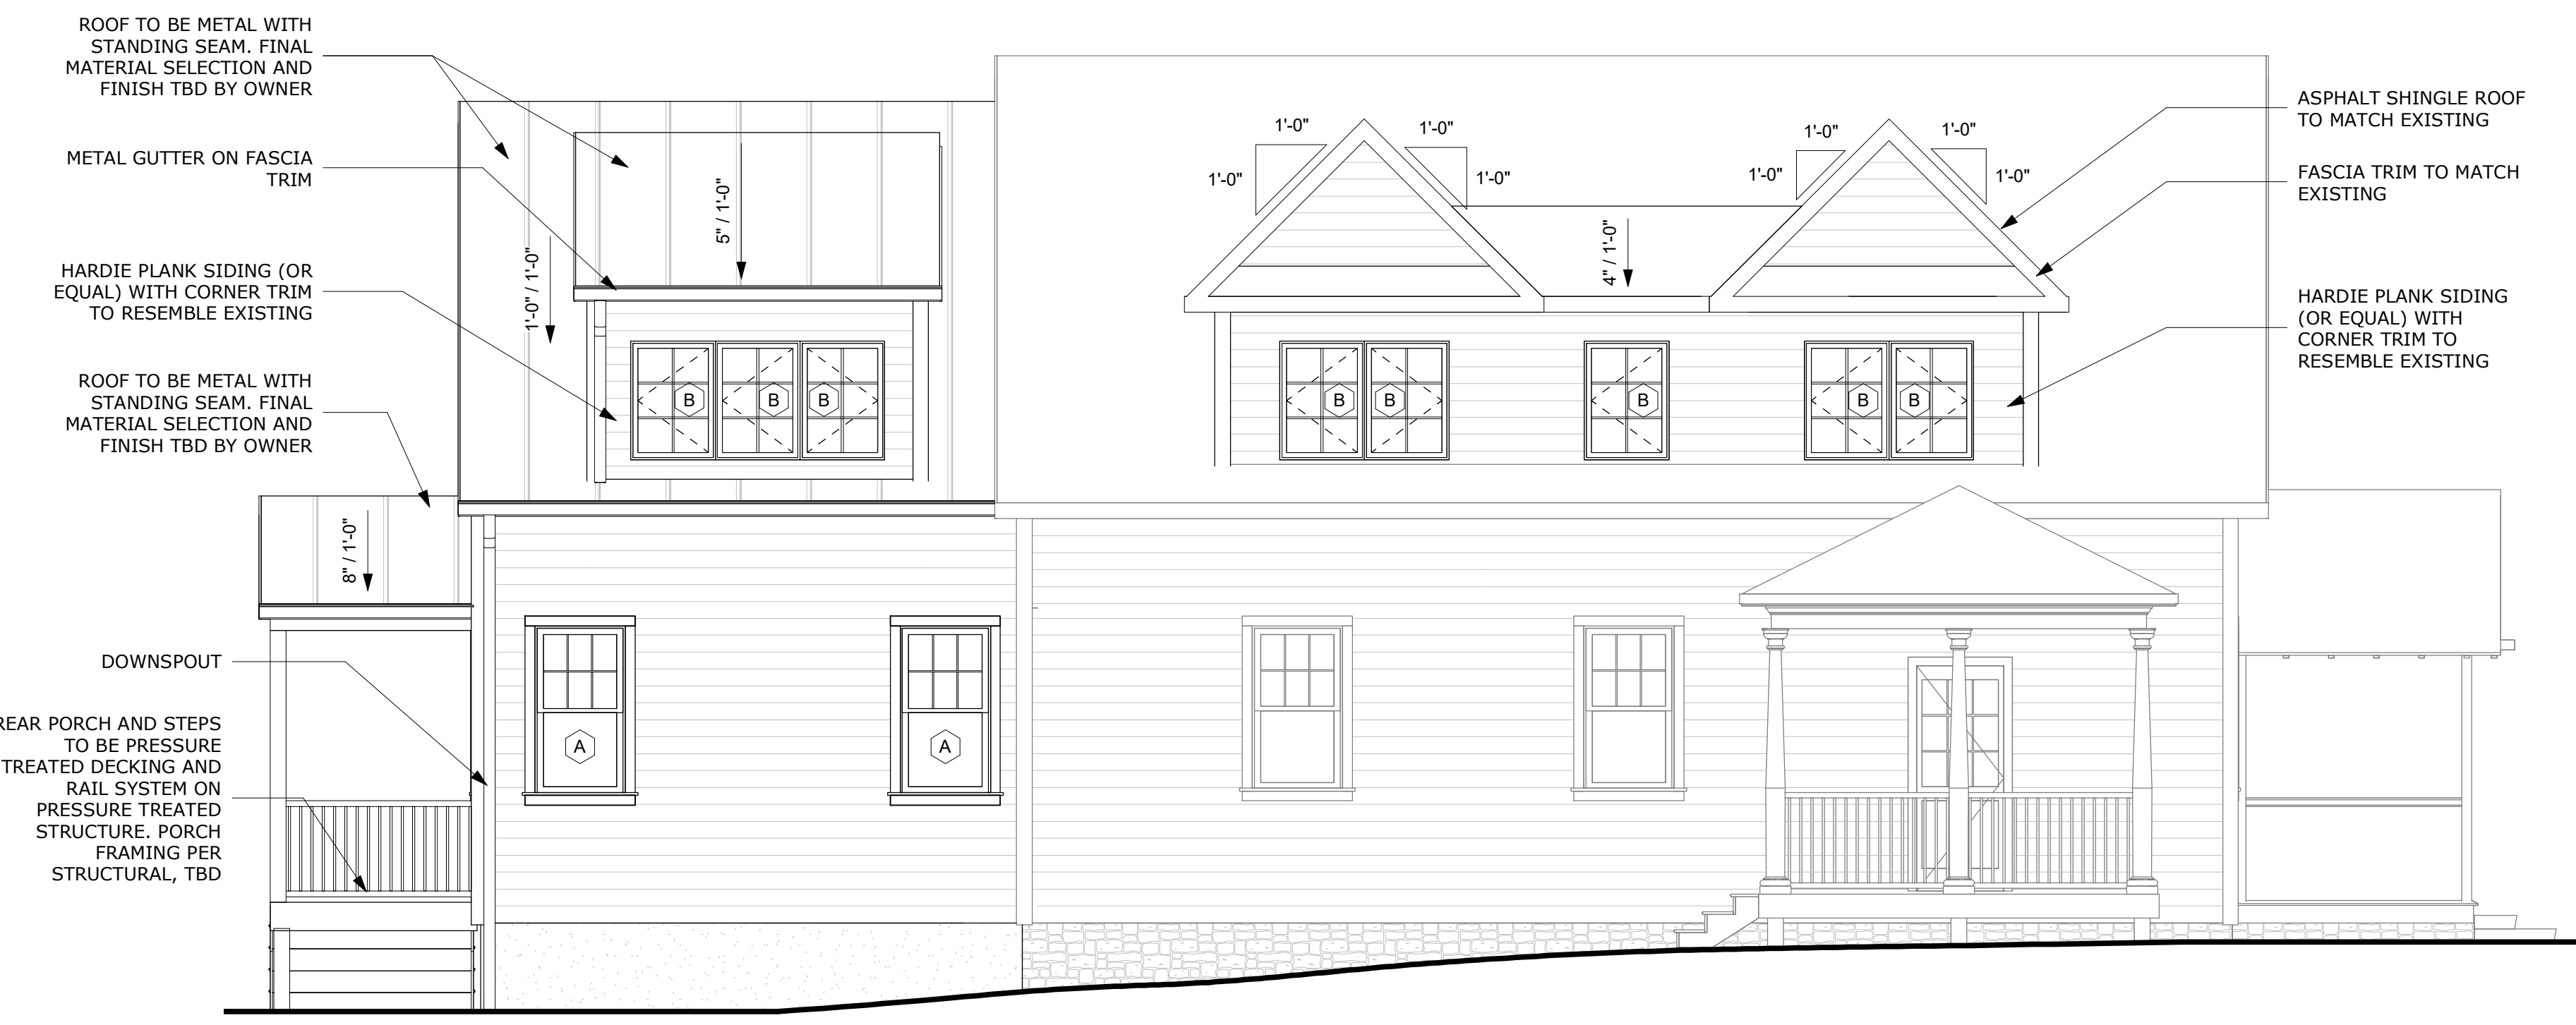 ROOF TO BE METAL WITH
STANDING SEAM. FINAL
MATERIAL SELECTION AND
FINISH TBD BY OWNER
METAL GUTTER ON FASCIA
TRIM
HARDIE PLANK SIDING (OR
EQUAL) WITH CORNER TRIM
TO RESEMBLE EXISTING
ROOF TO BE METAL WITH
STANDING SEAM. FINAL
MATERIAL SELECTION AND
FINISH TBD BY OWNER
DOWNSPOUT
REAR PORCH AND STEPS
TO BE PRESSURE
TREATED DECKING AND
RAIL SYSTEM ON
PRESSURE TREATED
STRUCTURE. PORCH
FRAMING PER
STRUCTURAL, TBD
8" / 1'-0"
1'-0" / 1'-0"
5" / 1'-0"
B
B
B
A
A
1'-0"
1'-0"
1'-0"
1'-0"
4" / 1'-0"
1'-0"
1'-0"
1'-0"
1'-0"
B
B
B
B
B
ASPHALT SHINGLE ROOF
TO MATCH EXISTING
FASCIA TRIM TO MATCH
EXISTING
HARDIE PLANK SIDING
(OR EQUAL) WITH
CORNER TRIM TO
RESEMBLE EXISTING